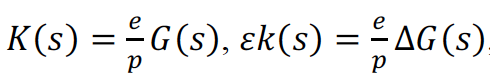 K(s) = e/p G(s), εk(s) = e/p ΔG(s),